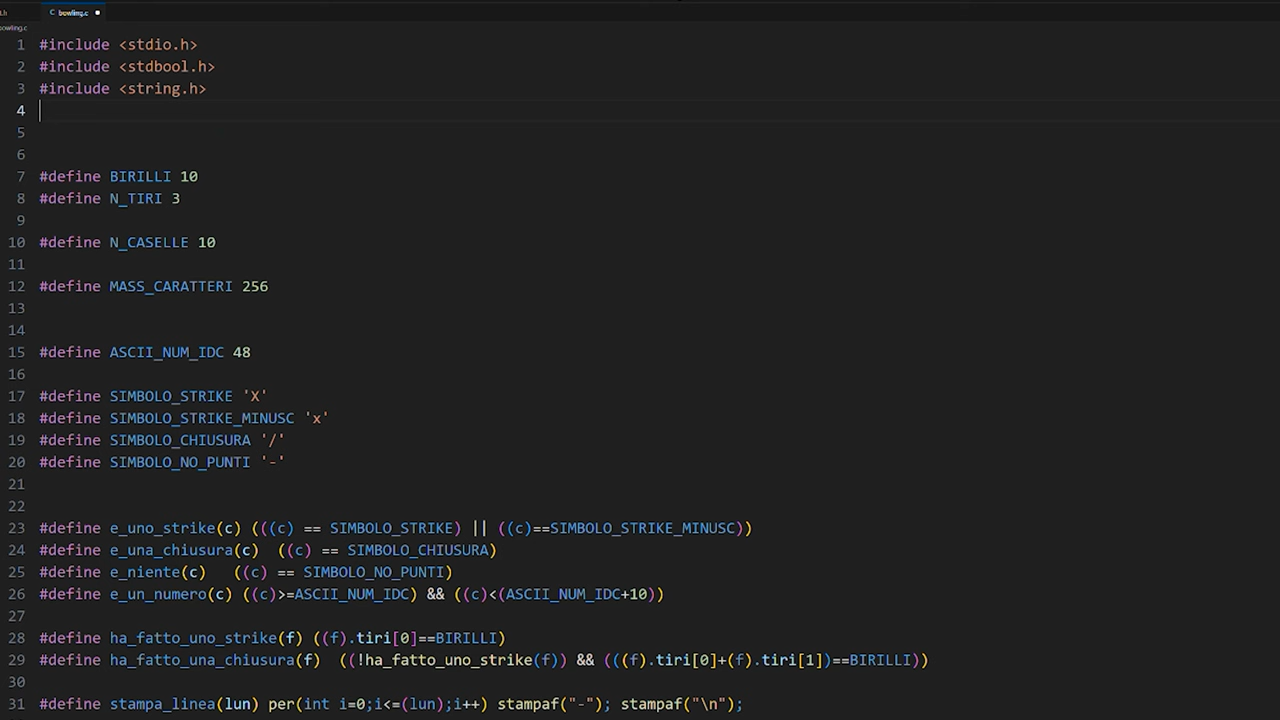 .h
C bowling.c ●
bowling.c
1 #include <stdio.h>
2 #include <stdbool.h>
3 #include <string.h>
4
5
6
7 #define BIRILLI 10
8 #define N_TIRI 3
9
10 #define N_CASELLE 10
11
12 #define MASS_CARATTERI 256
13
14
15 #define ASCII_NUM_IDC 48
16
17 #define SIMBOLO_STRIKE 'X'
18 #define SIMBOLO_STRIKE_MINUSC 'x'
19 #define SIMBOLO_CHIUSURA '/'
20 #define SIMBOLO_NO_PUNTI '-'
21
22
23 #define e_uno_strike(c) (((c) == SIMBOLO_STRIKE) || ((c)==SIMBOLO_STRIKE_MINUSC))
24 #define e_una_chiusura(c)  ((c) == SIMBOLO_CHIUSURA)
25 #define e_niente(c)   ((c) == SIMBOLO_NO_PUNTI)
26 #define e_un_numero(c) ((c)>=ASCII_NUM_IDC) && ((c)<(ASCII_NUM_IDC+10))
27
28 #define ha_fatto_uno_strike(f) ((f).tiri[0]==BIRILLI)
29 #define ha_fatto_una_chiusura(f)  ((!ha_fatto_uno_strike(f)) && (((f).tiri[0]+(f).tiri[1])==BIRILLI))
30
31 #define stampa_linea(lun) per(int i=0;i<=(lun);i++) stampaf("-"); stampaf("\n");